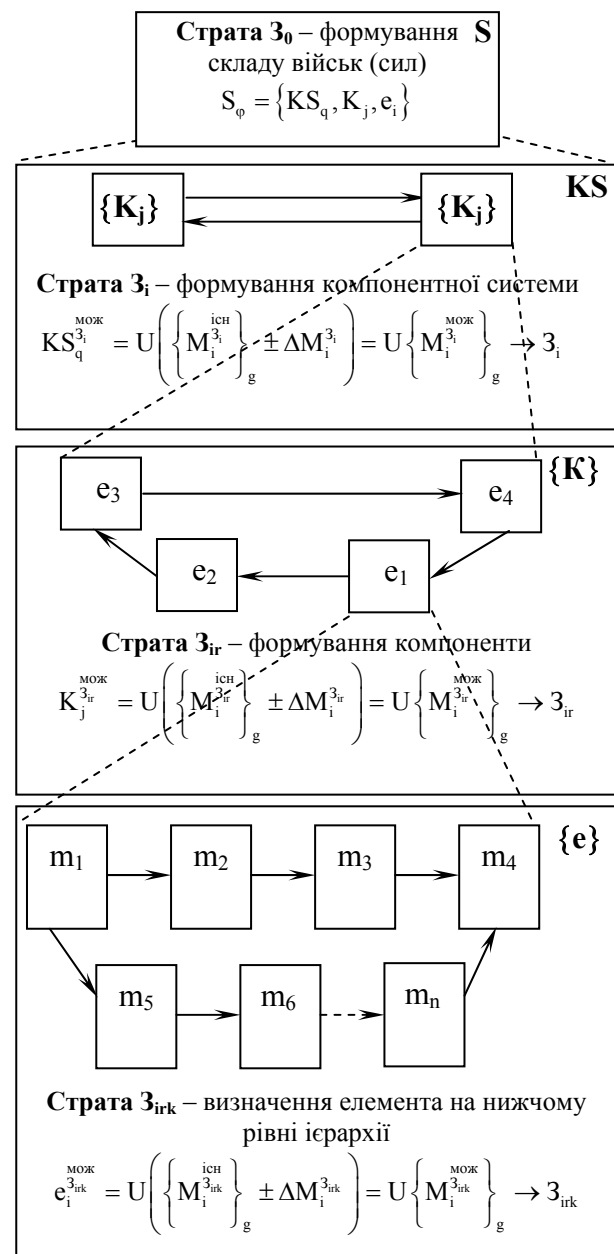 Страта З₀ – формування S
складу військ (сил)
S_φ = {KS_q, K_j, e_i}
KS
{K_j} {K_j}
Страта З_i – формування компонентної системи
KS_q^{мож З_i} = U({M_i^{існ З_i}}_g ± ΔM_i^{З_i}) = U{M_i^{мож З_i}}_g → З_i
{К}
e₃ e₄
e₂ e₁
Страта З_ir – формування компоненти
K_j^{мож З_ir} = U({M_i^{існ З_ir}}_g ± ΔM_i^{З_ir}) = U{M_i^{мож З_ir}}_g → З_ir
{е}
m₁ m₂ m₃ m₄
m₅ m₆ m_n
Страта З_irk – визначення елемента на нижчому
рівні ієрархії
e_i^{мож З_irk} = U({M_i^{існ З_irk}}_g ± ΔM_i^{З_irk}) = U{M_i^{мож З_irk}}_g → З_irk